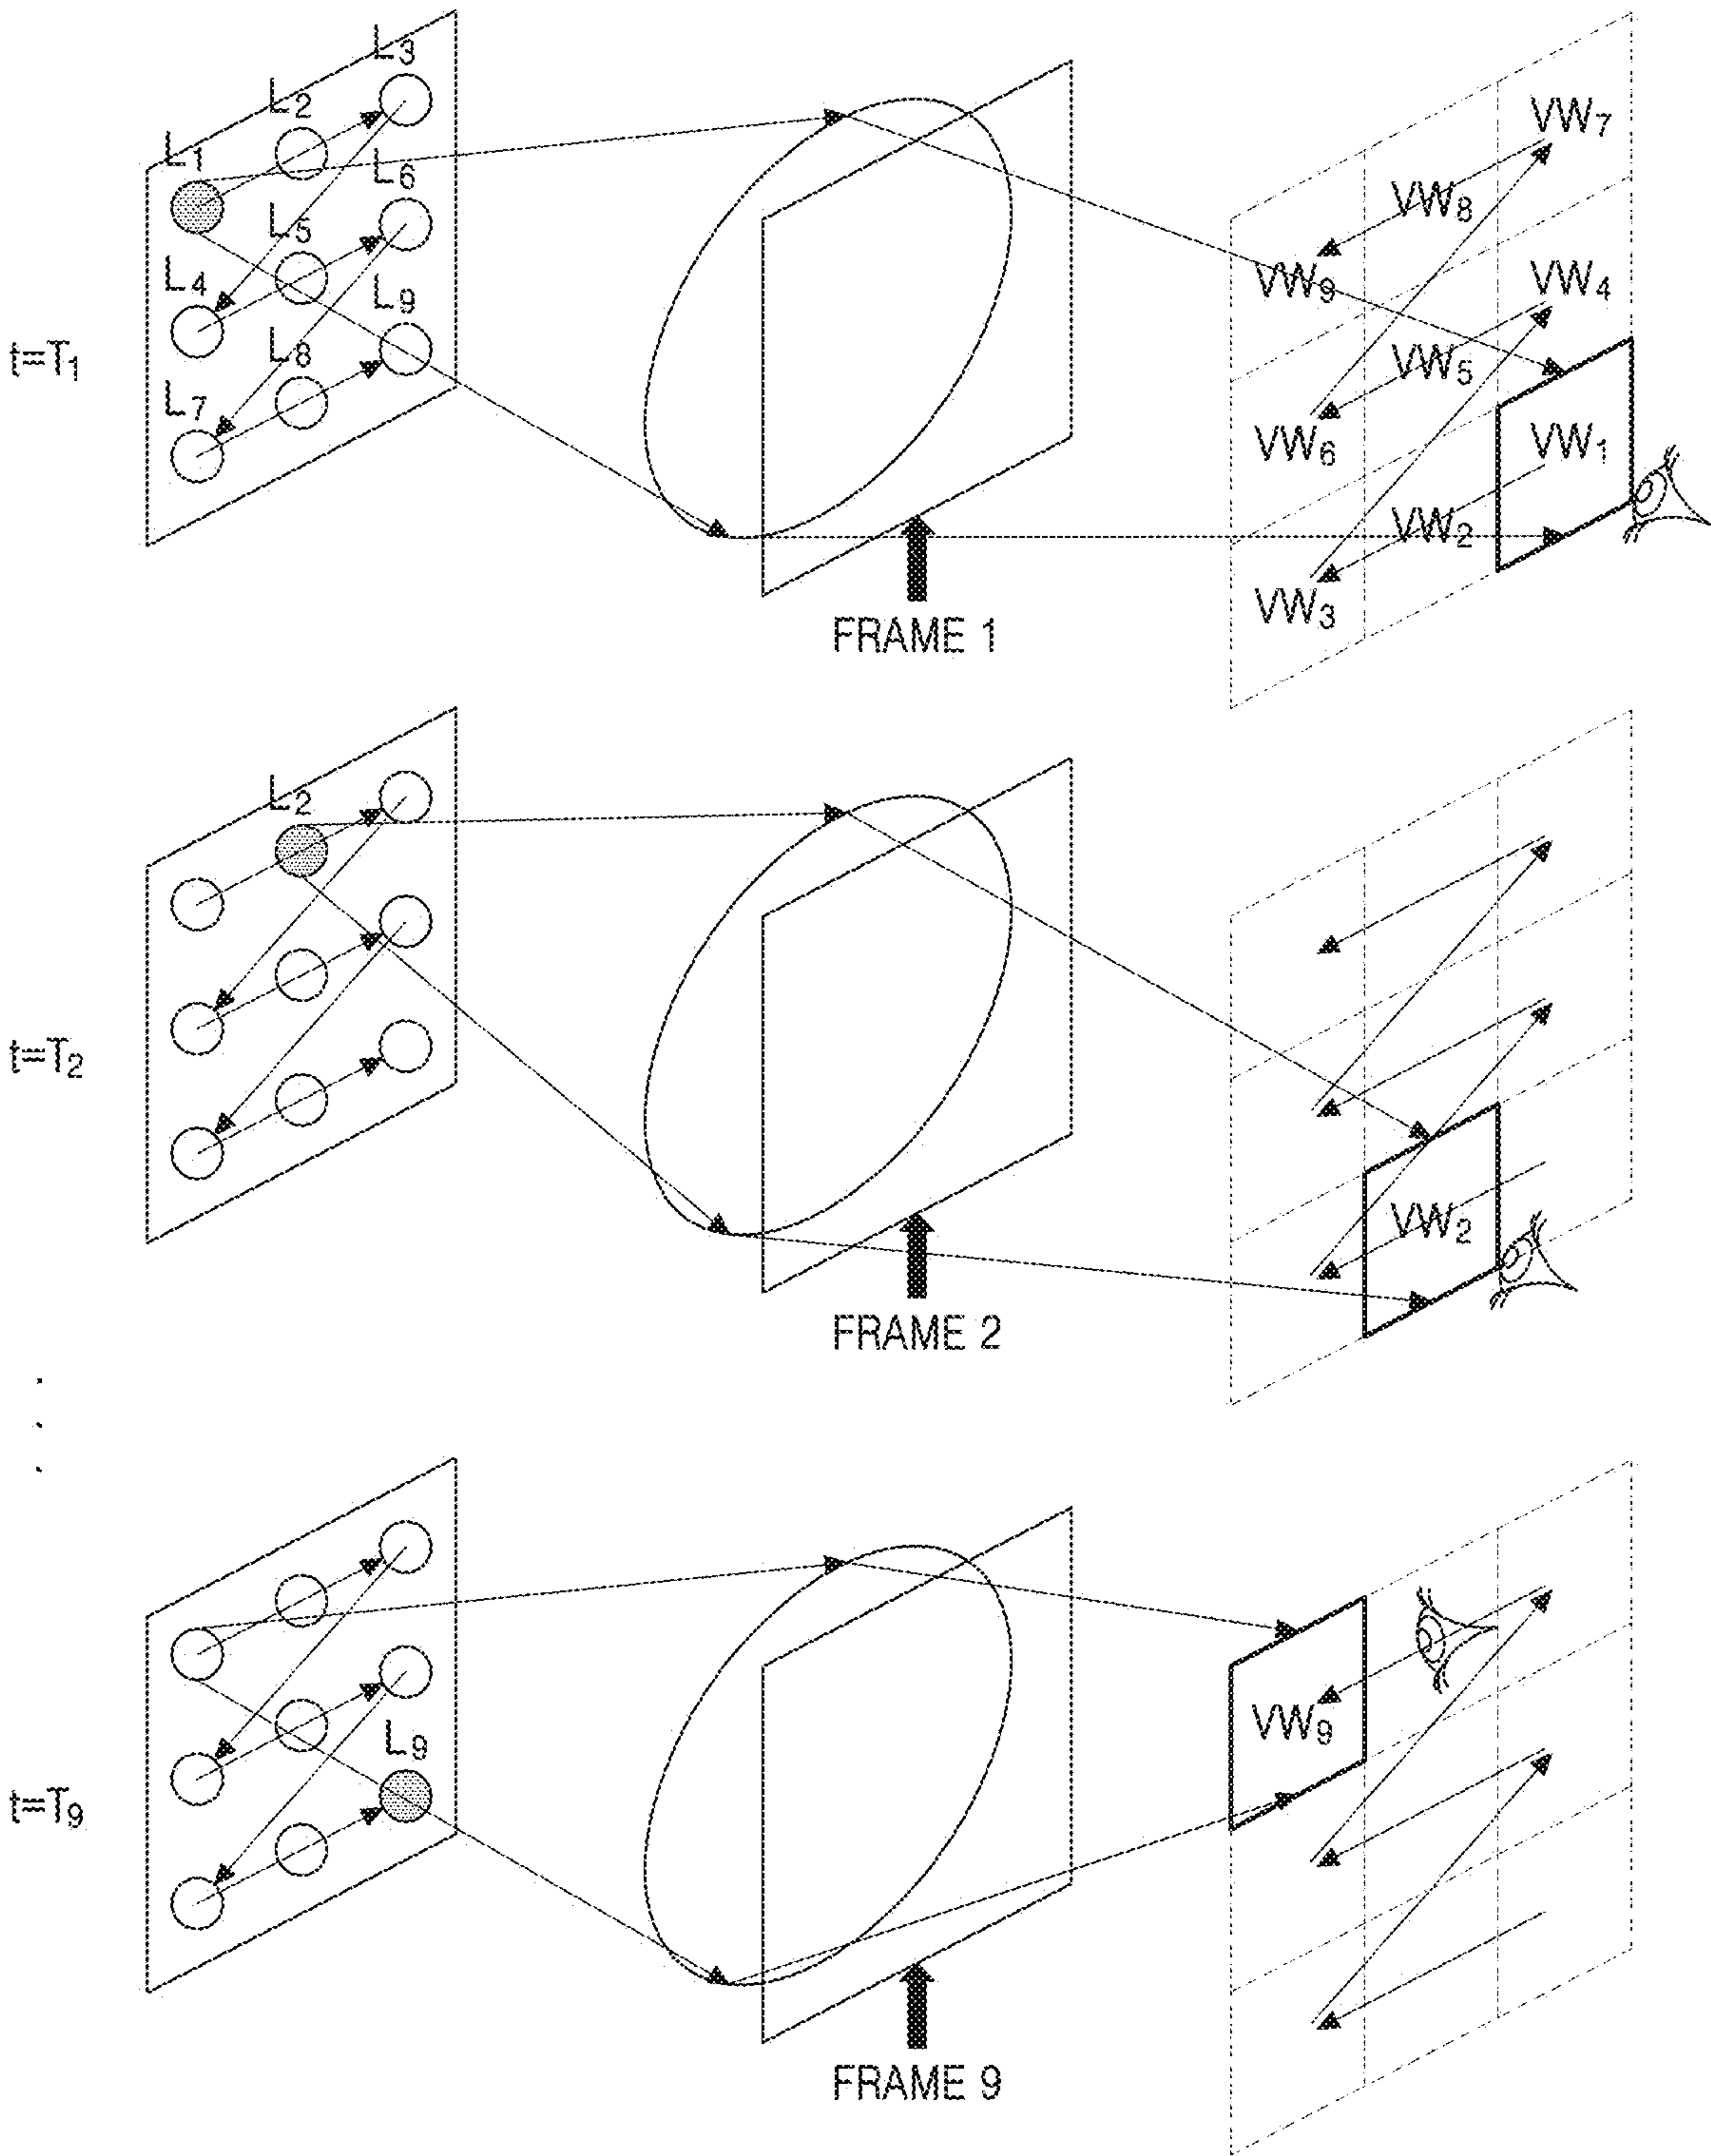 L₃
L₂
L₁
L₆
L₅
L₄
L₉
L₈
L₇
t=T₁
VW₇
VW₈
VW₉
VW₄
VW₅
VW₆
VW₁
VW₂
VW₃
FRAME 1
L₂
t=T₂
VW₂
FRAME 2
L₉
t=T₉
VW₉
FRAME 9